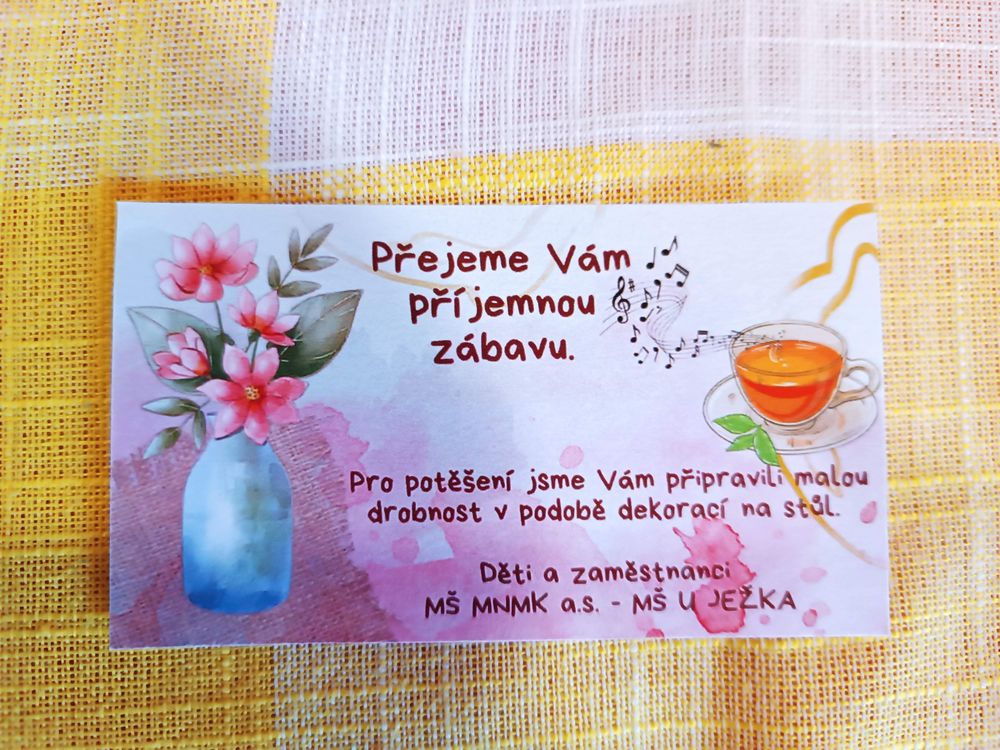 Přejeme Vám
příjemnou
zábavu.
Pro potěšení jsme Vám připravili malou
drobnost v podobě dekorací na stůl.
Děti a zaměstnanci
MŠ MNMK a.s. - MŠ U JEŽKA